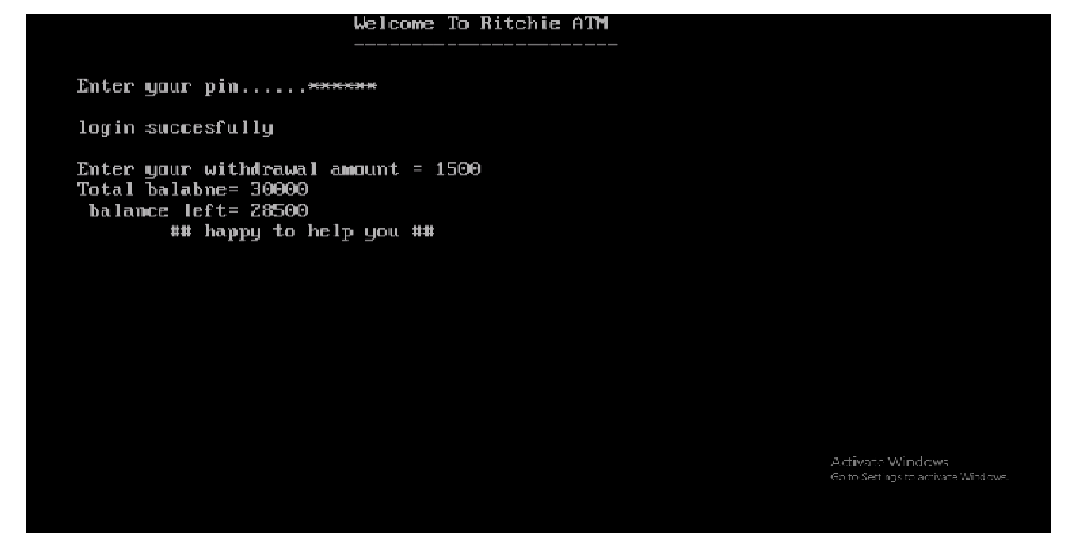 Welcome To Ritchie ATM
-----------------------
Enter your pin......******
login succesfully
Enter your withdrawal amount = 1500
Total balabne= 30000
balance left= 28500
## happy to help you ##
Activate Windows
Go to Settings to activate Windows.